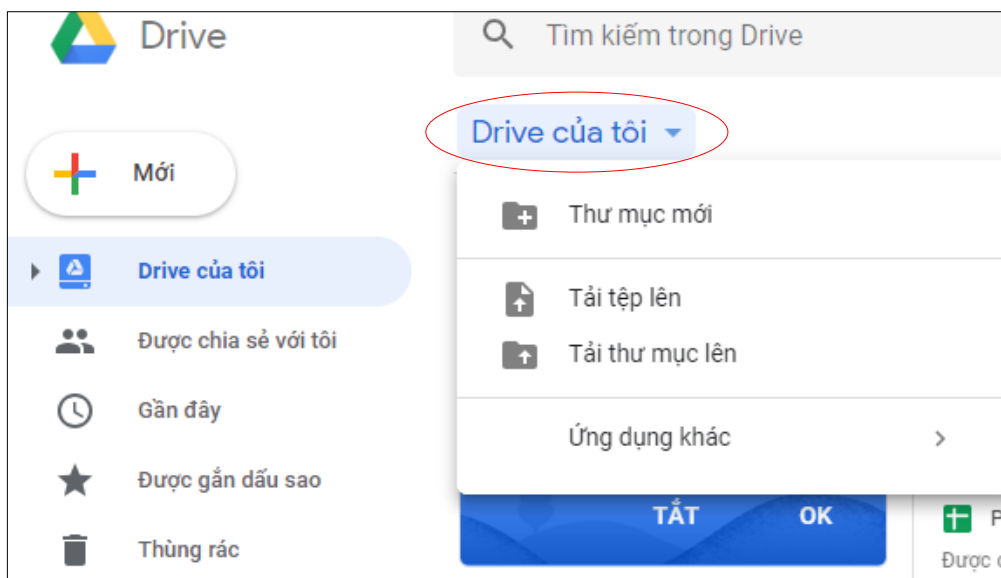 Drive
Tìm kiếm trong Drive
Drive của tôi
Mới
Thư mục mới
Drive của tôi
Tải tệp lên
Được chia sẻ với tôi
Tải thư mục lên
Gần đây
Ứng dụng khác
Được gắn dấu sao
TẮT
OK
P
Thùng rác
Được